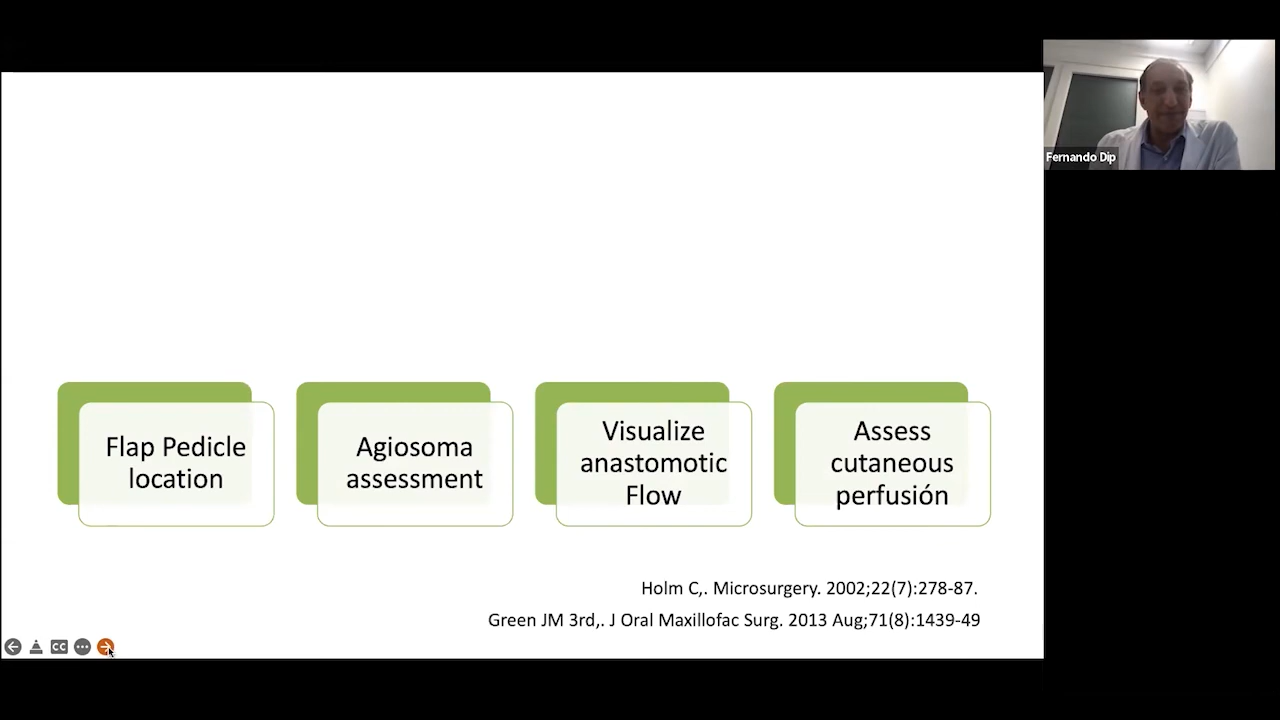 Fernando Dip
Flap Pedicle
location
Agiosoma
assessment
Visualize
anastomotic
Flow
Assess
cutaneous
perfusión
Holm C,. Microsurgery. 2002;22(7):278-87.
Green JM 3rd,. J Oral Maxillofac Surg. 2013 Aug;71(8):1439-49
CC